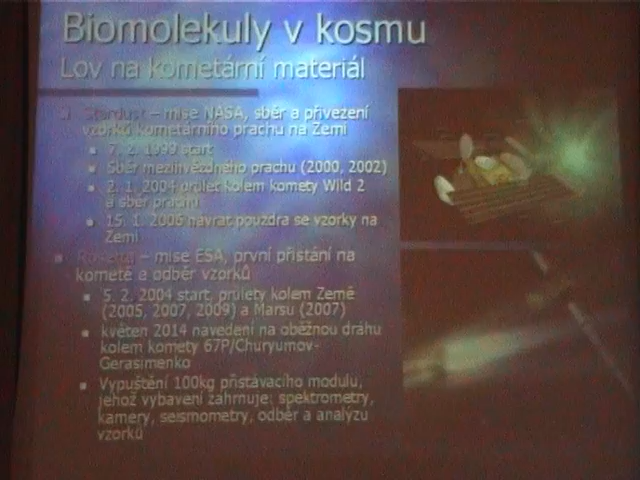 Biomolekuly v kosmu
Lov na kometární materiál
Stardust – mise NASA, sběr a přivezení
vzorků kometárního prachu na Zemi
7. 2. 1999 start
Sběr mezihvězdného prachu (2000, 2002)
2. 1. 2004 průlet kolem komety Wild 2
a sběr prachu
15. 1. 2006 návrat pouzdra se vzorky na
Zemi
Rosetta – mise ESA, první přistání na
kometě a odběr vzorků
5. 2. 2004 start, průlety kolem Země
(2005, 2007, 2009) a Marsu (2007)
květen 2014 navedení na oběžnou dráhu
kolem komety 67P/Churyumov-
Gerasimenko
Vypuštění 100kg přistávacího modulu,
jehož vybavení zahrnuje: spektrometry,
kamery, seismometry, odběr a analýzu
vzorků